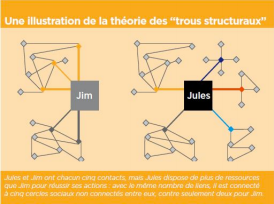 Une illustration de la théorie des "trous structuraux"
Jim
Jules
Jules et Jim ont chacun cinq contacts, mais Jules dispose de plus de ressources
que Jim pour réussir ses actions : avec le même nombre de liens, il est connecté
à cinq cercles sociaux non connectés entre eux, contre seulement deux pour Jim.